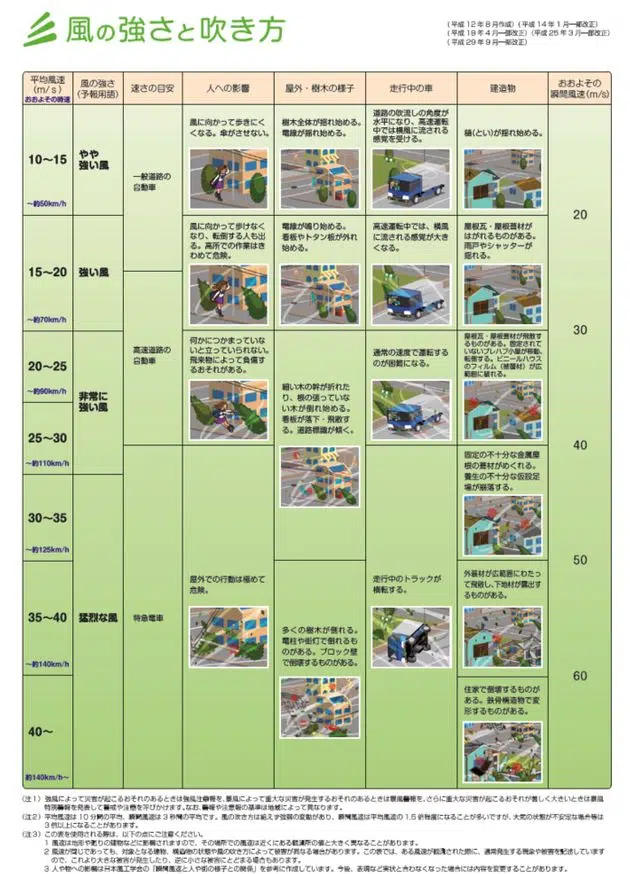 風の強さと吹き方
(平成12年8月作成)(平成14年1月一部改正)
(平成19年4月一部改正)(平成25年3月一部改正)
(平成29年9月一部改正)
平均風速
(m/s)
おおよその時速
風の強さ
(予報用語)
速さの目安
人への影響
屋外・樹木の様子
走行中の車
建造物
おおよその
瞬間風速(m/s)
10~15
~約50km/h
やや
強い風
一般道路の
自動車
風に向かって歩きにく
くなる。傘がさせない。
樹木全体が揺れ始める。
電線が揺れ始める。
道路の吹流しの角度が
水平になり、高速運転
中では横風に流される
感覚を受ける。
樋(とい)が揺れ始める。
20
15~20
~約70km/h
強い風
風に向かって歩けなく
なり、転倒する人も出
る。高所での作業はき
わめて危険。
電線が鳴り始める。
看板やトタン板が外れ
始める。
高速運転中では、横風
に流される感覚が大き
くなる。
屋根瓦・屋根葺材が
はがれるものがある。
雨戸やシャッターが
揺れる。
30
20~25
~約90km/h
非常に
強い風
高速道路の
自動車
何かにつかまっていな
いと立っていられない。
飛来物によって負傷す
るおそれがある。
細い木の幹が折れた
り、根の張っていな
い木が倒れ始める。
看板が落下・飛散す
る。道路標識が傾く。
通常の速度で運転する
のが困難になる。
屋根瓦・屋根葺材が飛散す
るものがある。固定されて
いないプレハブ小屋が移動、
転倒する。ビニールハウス
のフィルム(被覆材)が広
範囲に破れる。
40
25~30
~約110km/h
固定の不十分な金属屋
根の葺材がめくれる。
養生の不十分な仮設足
場が崩落する。
30~35
~約125km/h
50
35~40
~約140km/h
猛烈な風
特急電車
屋外での行動は極めて
危険。
多くの樹木が倒れる。
電柱や街灯で倒れるも
のがある。ブロック壁
で倒壊するものがある。
走行中のトラックが
横転する。
外装材が広範囲にわたっ
て飛散し、下地材が露出す
るものがある。
60
40~
約140km/h~
住家で倒壊するものが
ある。鉄骨構造物で変
形するものがある。
(注1) 強風によって災害が起こるおそれのあるときは強風注意報を、暴風によって重大な災害が発生するおそれのあるときは暴風警報を、さらに重大な災害が起こるおそれが著しく大きいときは暴風
特別警報を発表して警戒や注意を呼びかけます。なお、警報や注意報の基準は地域によって異なります。
(注2) 平均風速は10分間の平均、瞬間風速は3秒間の平均です。風の吹き方は絶えず強弱の変動があり、瞬間風速は平均風速の1.5倍程度になることが多いですが、大気の状態が不安定な場合等は
3倍以上になることがあります。
(注3) この表を使用される際は、以下の点にご注意ください。
1 風速は地形や廻りの建物などに影響されますので、その場所での風速は近くにある観測所の値と大きく異なることがあります。
2 風速が同じであっても、対象となる建物、構造物の状態や風の吹き方によって被害が異なる場合があります。この表では、ある風速が観測された際に、通常発生する現象や被害を記述しています
ので、これより大きな被害が発生したり、逆に小さな被害にとどまる場合もあります。
3 人や物への影響は日本風工学会の「瞬間風速と人や街の様子との関係」を参考に作成しています。今後、表現など実状と合わなくなった場合には内容を変更することがあります。